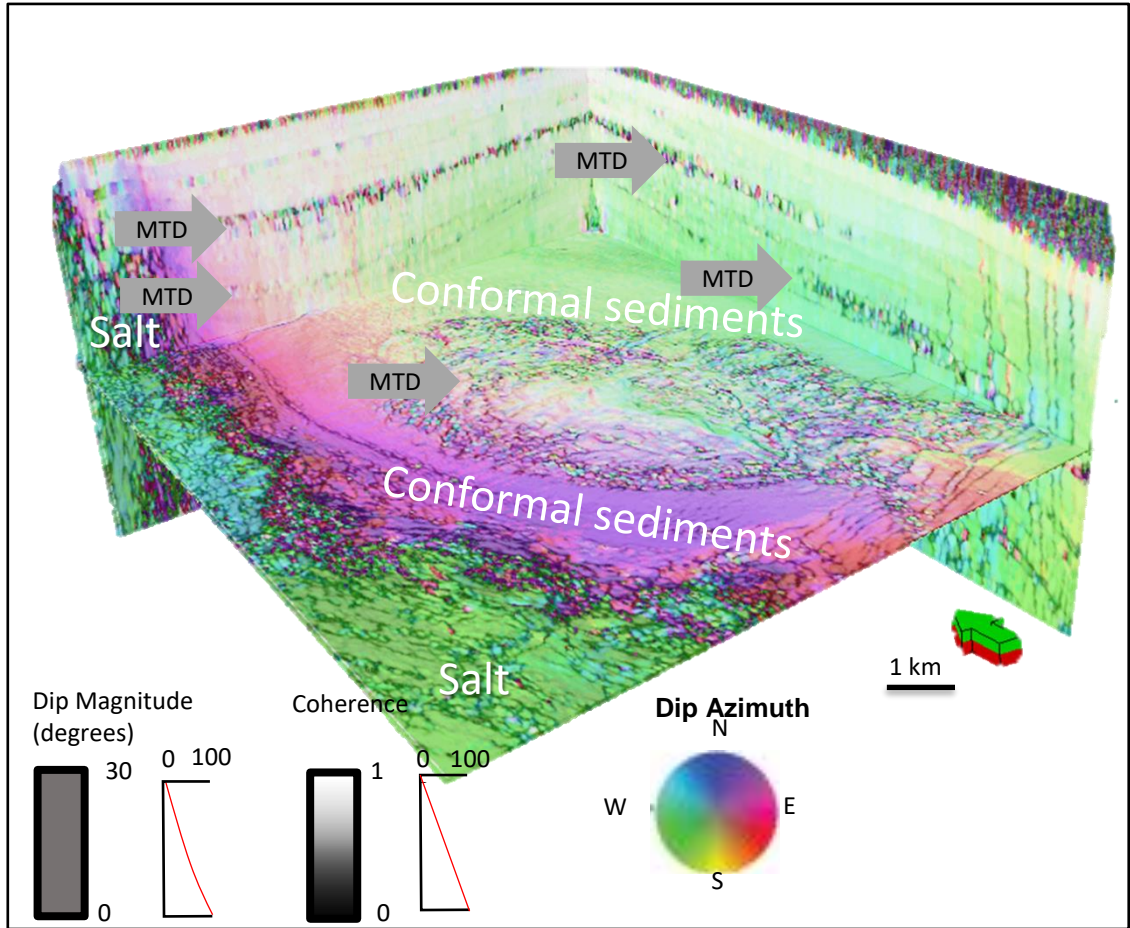 MTD
MTD
MTD
MTD
Conformal sediments
Salt
MTD
Conformal sediments
Salt
1 km
Dip Magnitude
(degrees)
30
0
0 100
Coherence
1
0
0 100
Dip Azimuth
N
W
E
S